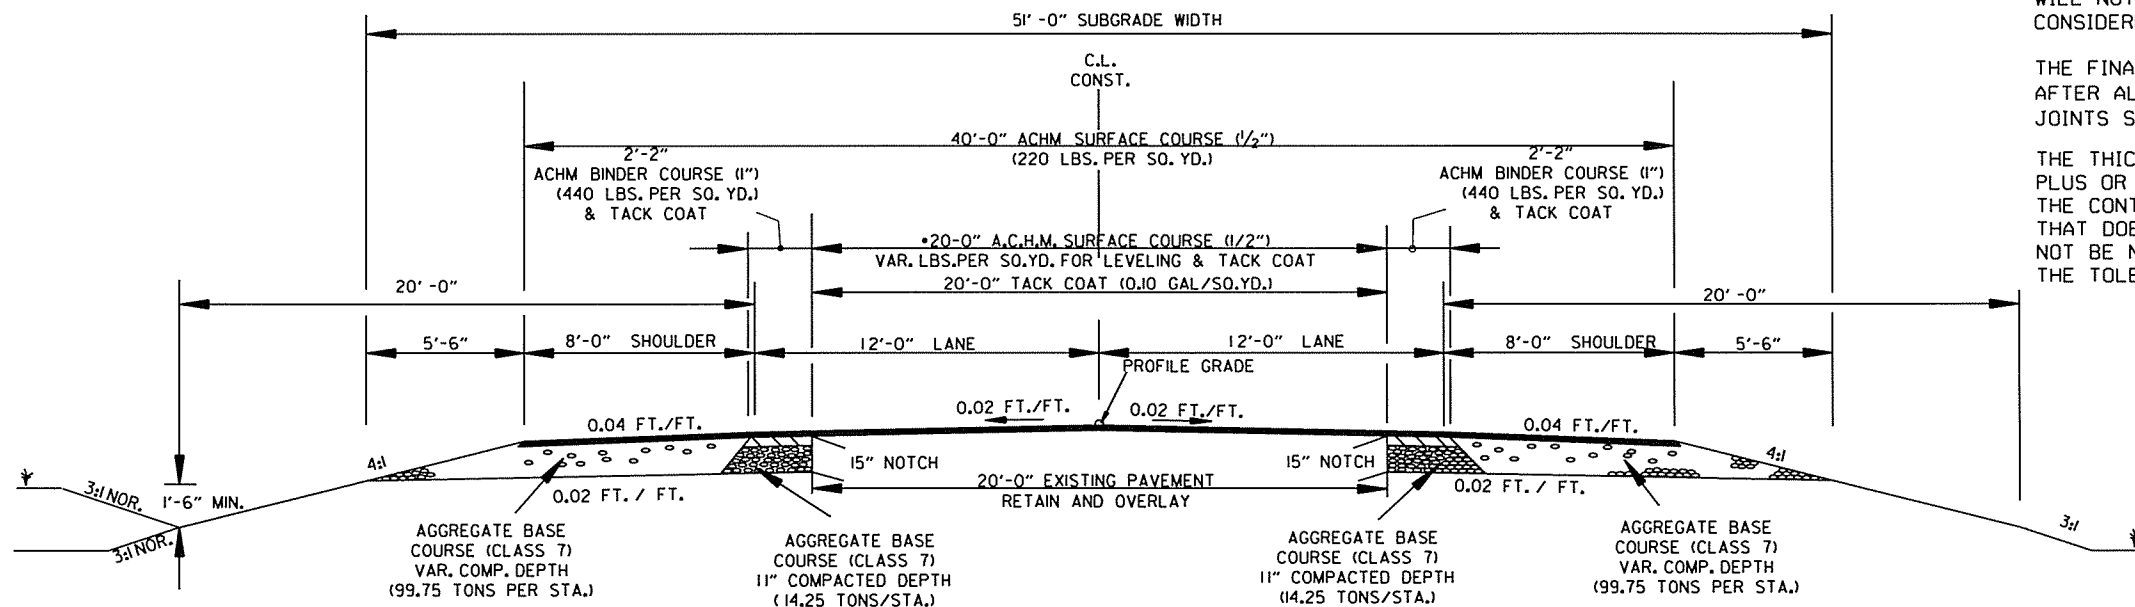 51'-0" SUBGRADE WIDTH
C.L.
CONST.
40'-0" ACHM SURFACE COURSE (1/2")
(220 LBS. PER SQ. YD.)
2'-2"
ACHM BINDER COURSE (1")
(440 LBS. PER SQ. YD.)
& TACK COAT
2'-2"
ACHM BINDER COURSE (1")
(440 LBS. PER SQ. YD.)
& TACK COAT
•20-0" A.C.H.M. SURFACE COURSE (1/2")
VAR. LBS.PER SQ.YD. FOR LEVELING & TACK COAT
20'-0" TACK COAT (0.10 GAL/SQ.YD.)
20'-0"
20'-0"
5'-6"
8'-0" SHOULDER
12'-0" LANE
12'-0" LANE
8'-0" SHOULDER
5'-6"
PROFILE GRADE
0.04 FT./FT.
0.02 FT./FT.
0.02 FT./FT.
0.04 FT./FT.
4:1
15" NOTCH
15" NOTCH
4:1
3:1 NOR.
1'-6" MIN.
0.02 FT. / FT.
20'-0" EXISTING PAVEMENT
RETAIN AND OVERLAY
0.02 FT. / FT.
3:1 NOR.
3:1
AGGREGATE BASE
COURSE (CLASS 7)
VAR. COMP. DEPTH
(99.75 TONS PER STA.)
AGGREGATE BASE
COURSE (CLASS 7)
11" COMPACTED DEPTH
(14.25 TONS/STA.)
AGGREGATE BASE
COURSE (CLASS 7)
11" COMPACTED DEPTH
(14.25 TONS/STA.)
AGGREGATE BASE
COURSE (CLASS 7)
VAR. COMP. DEPTH
(99.75 TONS PER STA.)
CONSIDER
THE FINA
AFTER AL
JOINTS S
THE THIC
PLUS OR
THE CONT
THAT DOE
NOT BE N
THE TOLE